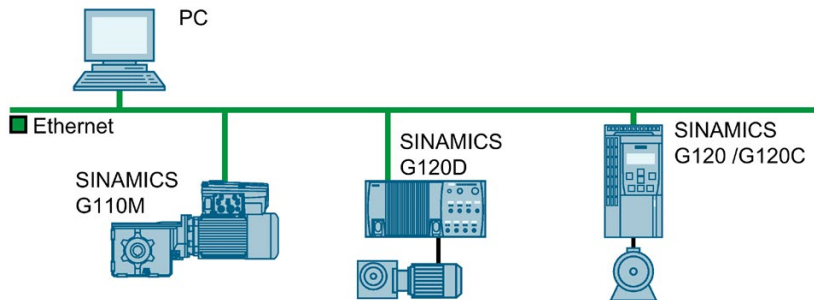 PC
Ethernet
SINAMICS
G120 /G120C
SINAMICS
G120D
SINAMICS
G110M